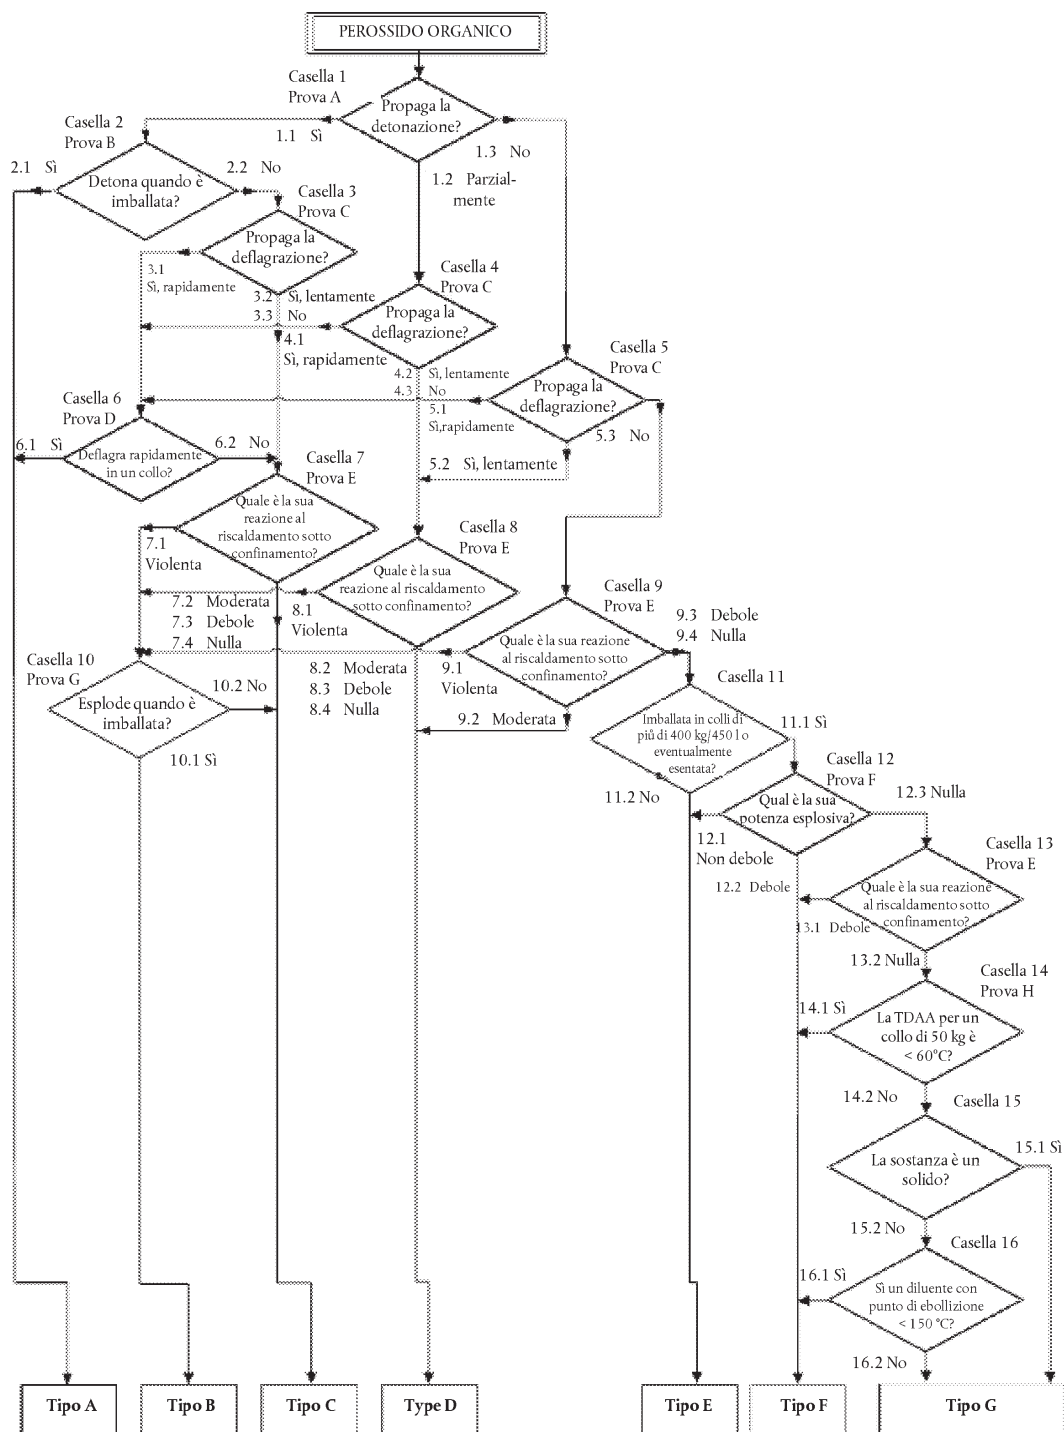 PEROSSIDO ORGANICO
Casella 1
Prova A
Propaga la
detonazione?
1.1 Sì
1.3 No
1.2 Parzial-
mente
Casella 2
Prova B
2.1 Sì
2.2 No
Detona quando è
imballata?
Casella 3
Prova C
Propaga la
deflagrazione?
3.1
Sì, rapidamente
3.2 Sì, lentamente
3.3 No
Casella 4
Prova C
Propaga la
deflagrazione?
4.1
Sì, rapidamente
4.2 Sì, lentamente
4.3 No
Casella 5
Prova C
Propaga la
deflagrazione?
5.1
Sì,rapidamente
5.3 No
5.2 Sì, lentamente
Casella 6
Prova D
6.1 Sì
6.2 No
Deflagra rapidamente
in un collo?
Casella 7
Prova E
Quale è la sua
reazione al
riscaldamento sotto
confinamento?
7.1
Violenta
7.2 Moderata
7.3 Debole
7.4 Nulla
Casella 8
Prova E
Quale è la sua
reazione al riscaldamento
sotto confinamento?
8.1
Violenta
8.2 Moderata
8.3 Debole
8.4 Nulla
Casella 9
Prova E
Quale è la sua reazione
al riscaldamento sotto
confinamento?
9.3 Debole
9.4 Nulla
9.1
Violenta
9.2 Moderata
Casella 10
Prova G
Esplode quando è
imballata?
10.2 No
10.1 Sì
Casella 11
Imballata in colli di
più di 400 kg/450 l o
eventualmente
esentata?
11.1 Sì
11.2 No
Casella 12
Prova F
Qual è la sua
potenza esplosiva?
12.3 Nulla
12.1
Non debole
12.2 Debole
Casella 13
Prova E
Quale è la sua reazione
al riscaldamento sotto
confinamento?
13.1 Debole
13.2 Nulla
Casella 14
Prova H
14.1 Sì
La TDAA per un
collo di 50 kg è
< 60°C?
14.2 No
Casella 15
15.1 Sì
La sostanza è un
solido?
15.2 No
Casella 16
16.1 Sì
Sì un diluente con
punto di ebollizione
< 150 °C?
16.2 No
Tipo A
Tipo B
Tipo C
Type D
Tipo E
Tipo F
Tipo G